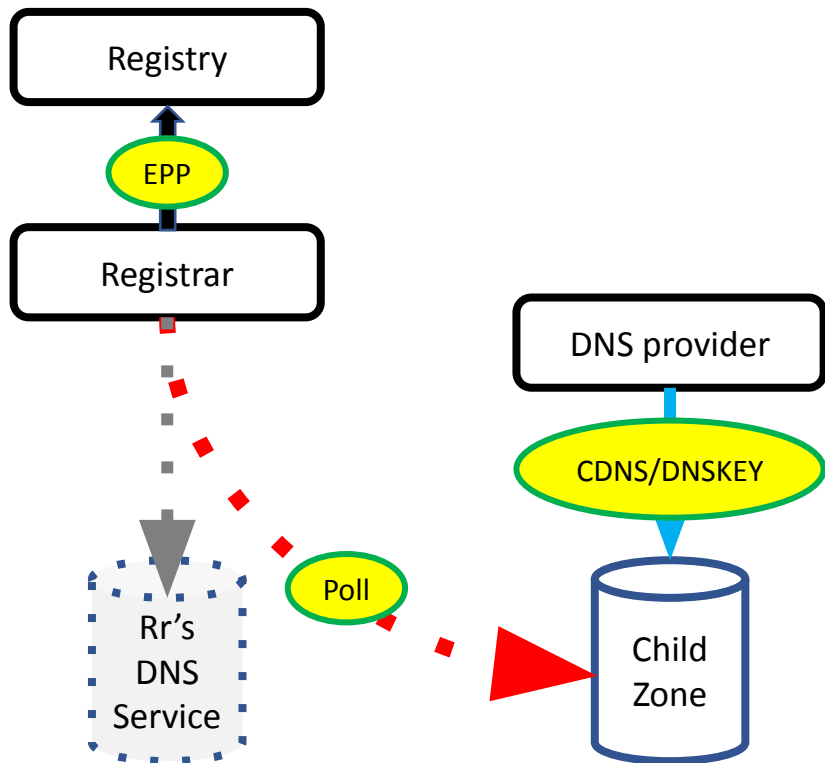 Registry
EPP
Registrar
DNS provider
CDNS/DNSKEY
Poll
Rr's
DNS
Service
Child
Zone